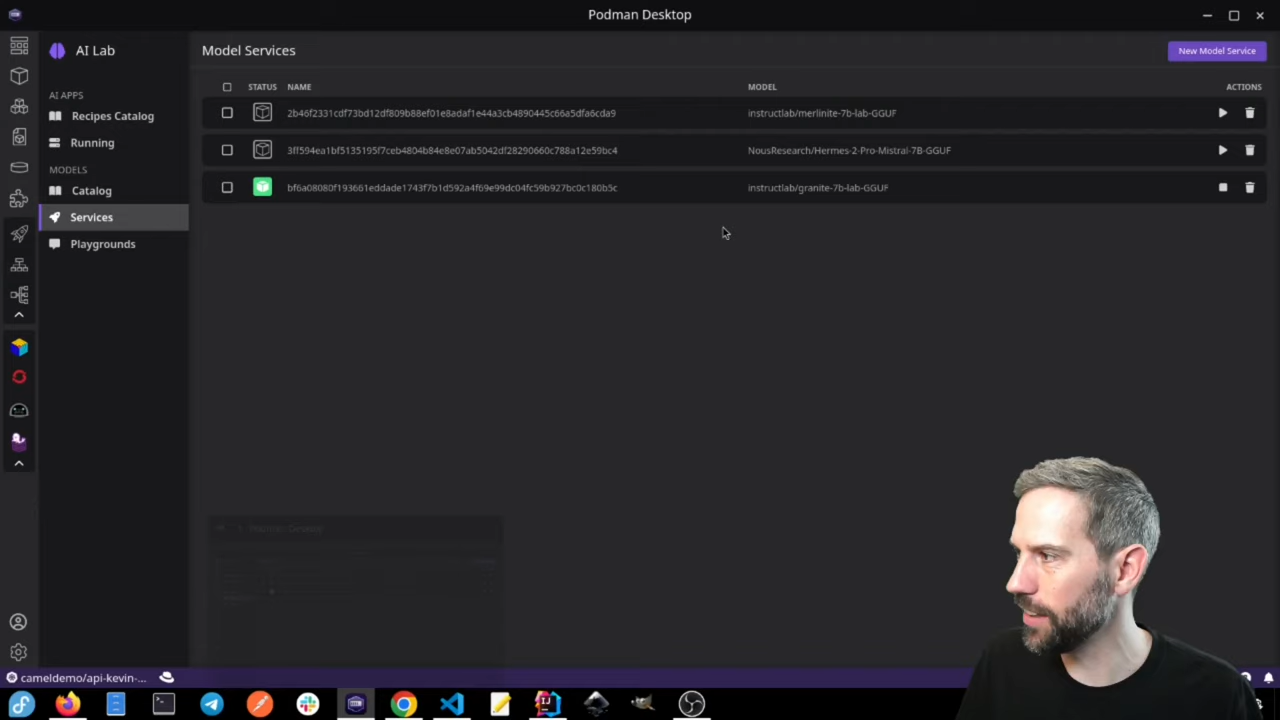 Podman Desktop
AI Lab
Model Services
New Model Service
STATUS NAME MODEL ACTIONS
AI APPS
Recipes Catalog
2b46f2331cdf73bd12df809b88ef01e8adaf1e44a3cb4890445c66a5dfa6cda9 instructlab/merlinite-7b-lab-GGUF
Running
3ff594ea1bf5135195f7ceb4804b84e8e07ab5042df28290660c788a12e59bc4 NousResearch/Hermes-2-Pro-Mistral-7B-GGUF
MODELS
Catalog
bf6a08080f193661eddade1743f7b1d592a4f69e99dc04fc59b927bc0c180b5c instructlab/granite-7b-lab-GGUF
Services
Playgrounds
Podman Desktop
cameldemo/api-kevin-...